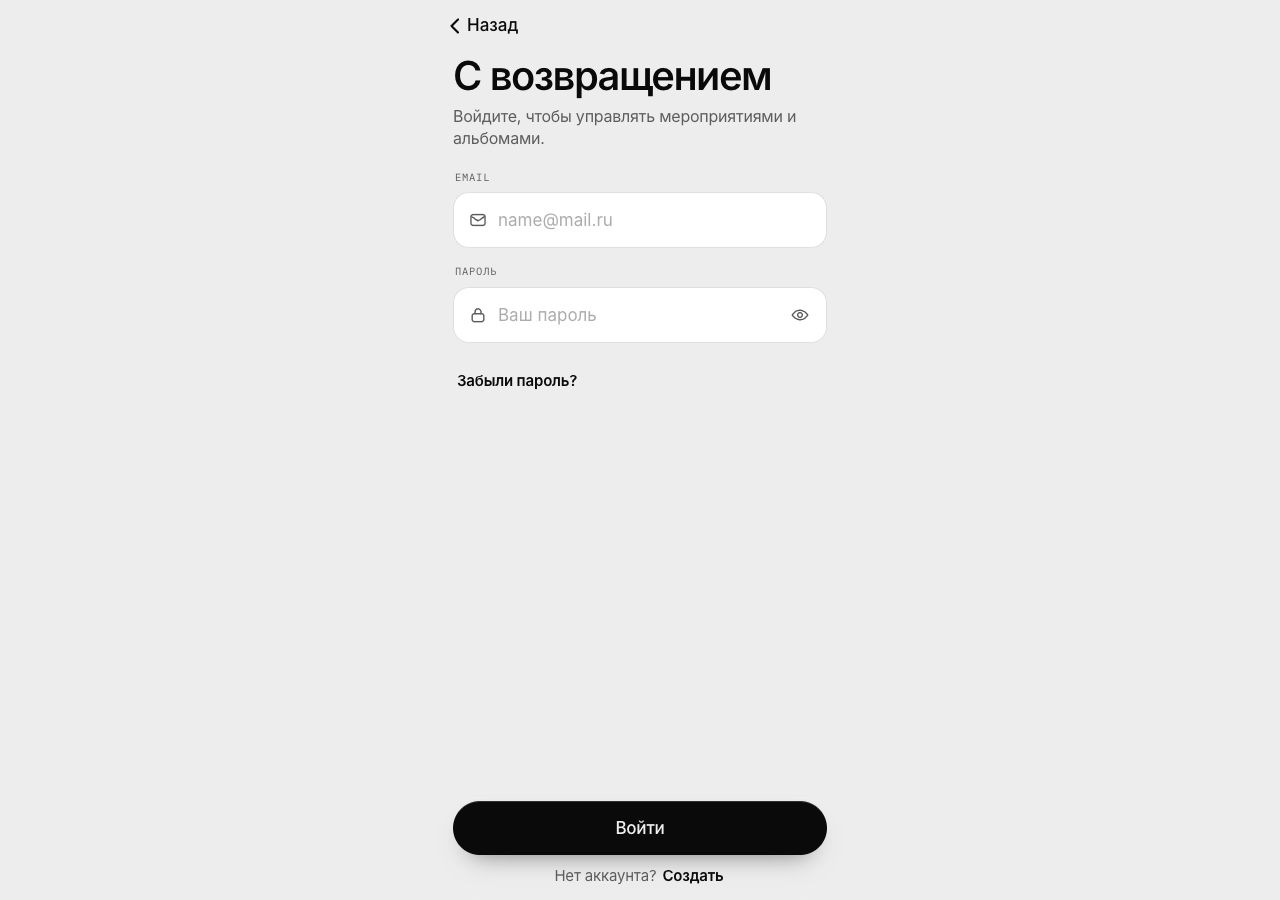 Назад
С возвращением
Войдите, чтобы управлять мероприятиями и
альбомами.
EMAIL
name@mail.ru
ПАРОЛЬ
Ваш пароль
Забыли пароль?
Войти
Нет аккаунта? Создать